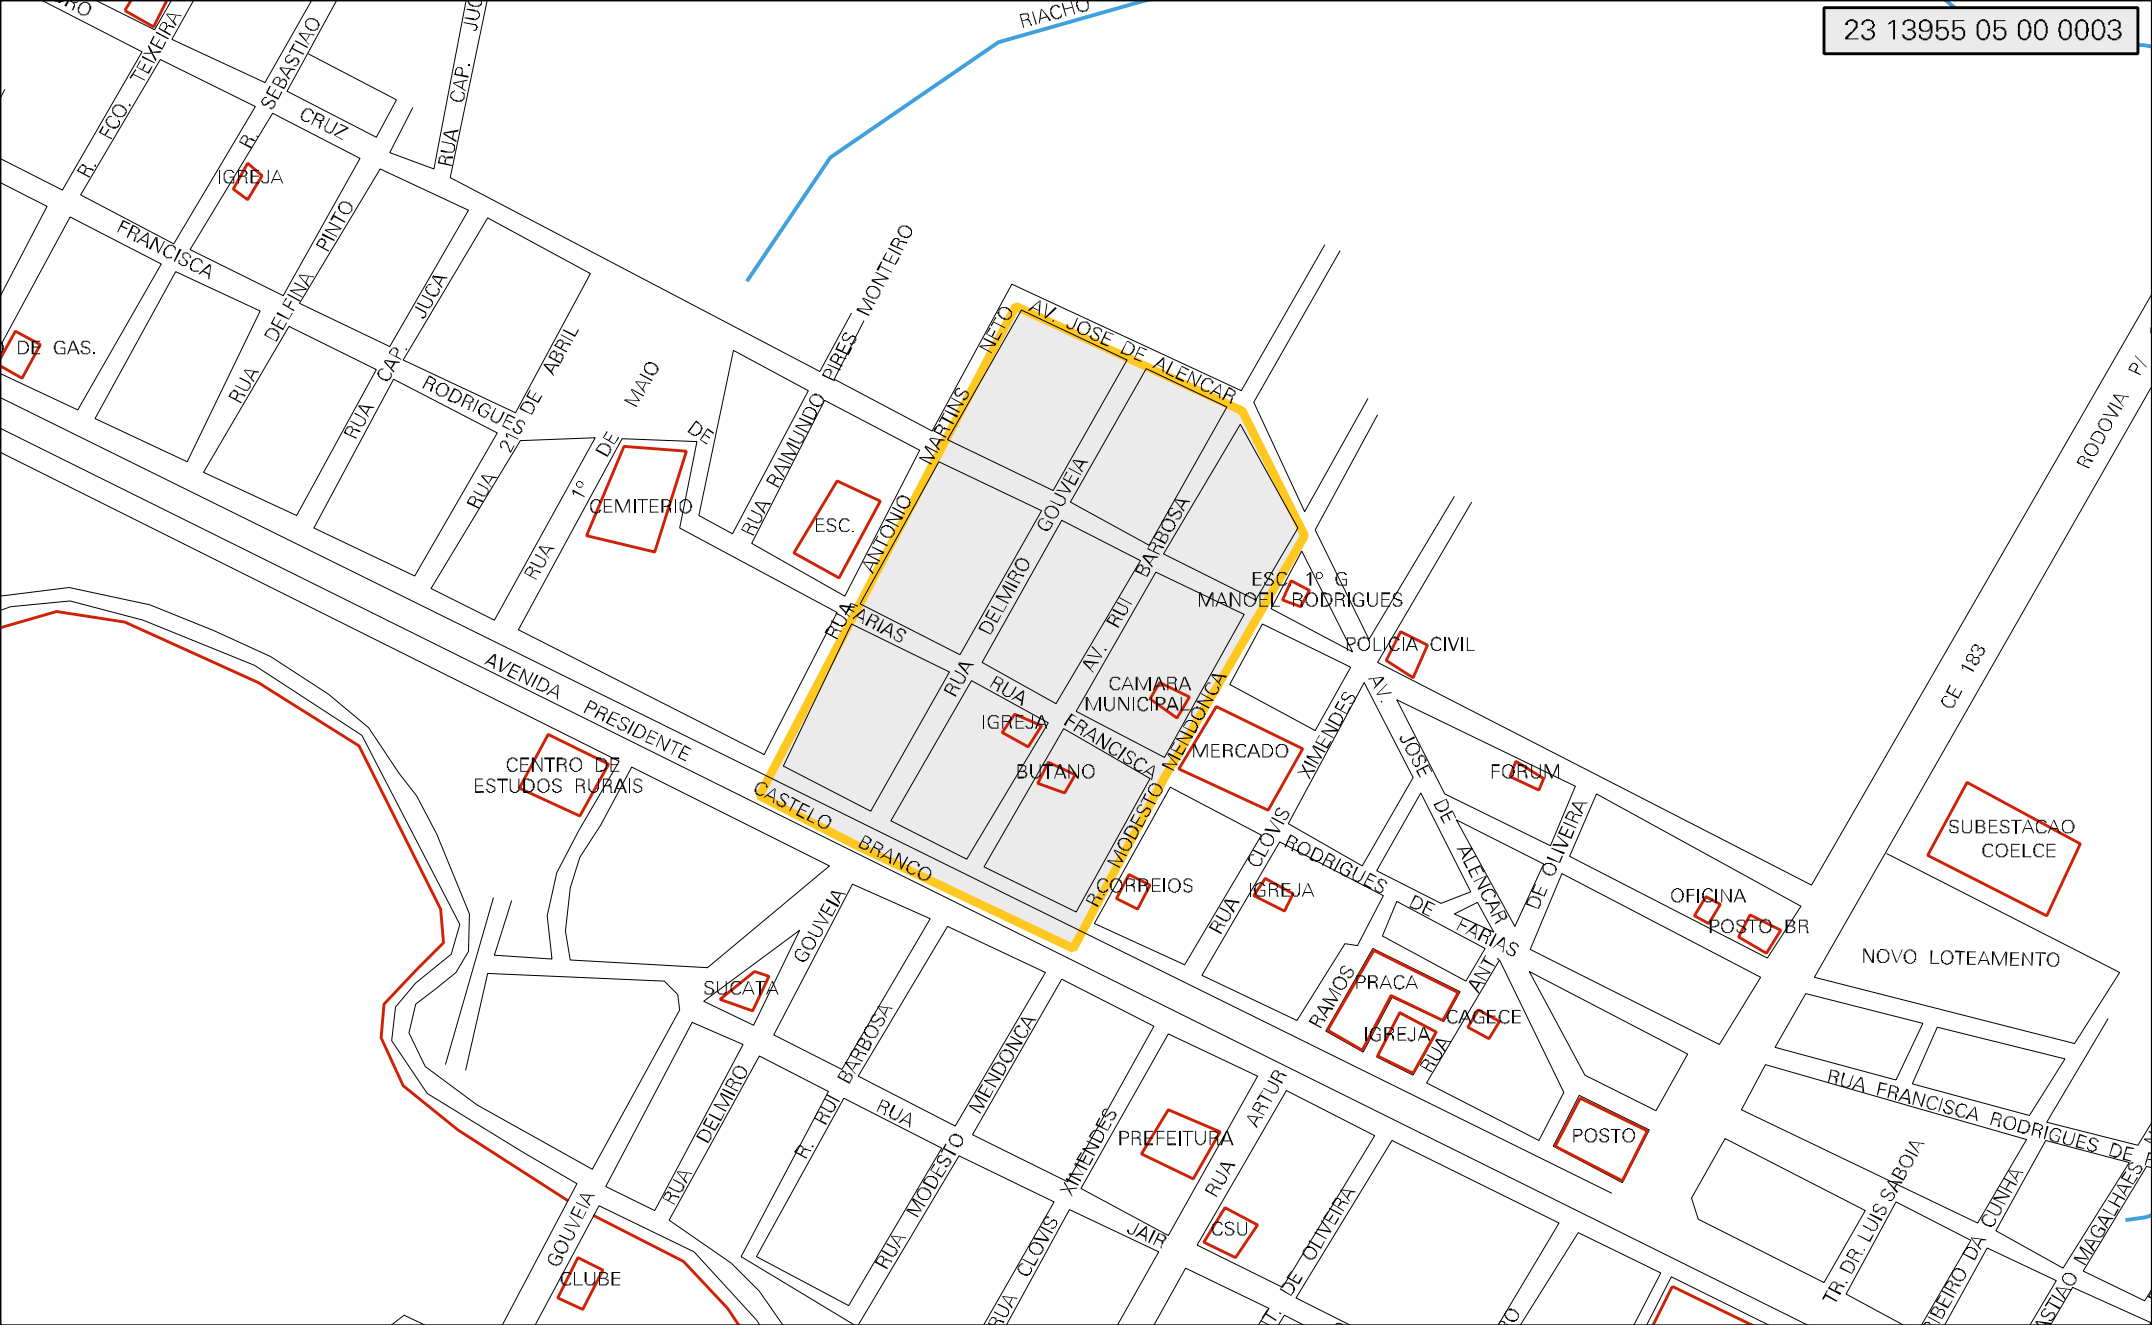 23 13955 05 00 0003
RIACHO
R. FCO. TEIXEIRA
R. SEBASTIAO
CRUZ
RUA CAP. JUCA
IGREJA
FRANCISCA
RUA DELFINA PINTO
RUA CAP. JUCA
DE GAS.
RODRIGUES
RUA 21 DE ABRIL
RUA 1º DE MAIO
DE
CEMITERIO
RUA RAIMUNDO PIRES MONTEIRO
ESC.
RUA ANTONIO MARTINS NETO
AV. JOSE DE ALENCAR
RUA DELMIRO GOUVEIA
AV. RUI BARBOSA
FARIAS
RUA FRANCISCA
RODRIGUES DE FARIAS
IGREJA
BUTANO
CAMARA
MUNICIPAL
R. MODESTO MENDONCA
ESC. 1º G
MANOEL RODRIGUES
POLICIA CIVIL
MERCADO
RUA CLOVIS XIMENDES
AV. JOSE DE ALENCAR
FORUM
CORREIOS
IGREJA
RUA ANT. DE OLIVEIRA
RAMOS
PRACA
IGREJA
CAGECE
OFICINA
POSTO BR
POSTO
CE 183
RODOVIA P/
SUBESTACAO
COELCE
NOVO LOTEAMENTO
AVENIDA PRESIDENTE
CASTELO BRANCO
CENTRO DE
ESTUDOS RURAIS
SUCATA
GOUVEIA
RUA DELMIRO
R. RUI BARBOSA
RUA
RUA MODESTO MENDONCA
RUA CLOVIS XIMENDES
JAIR
PREFEITURA
RUA ARTUR
CSU
DE OLIVEIRA
GOUVEIA
CLUBE
RUA FRANCISCA RODRIGUES DE
TR. DR. LUIS SABOIA
RIBEIRO DA CUNHA
MAGALHAES